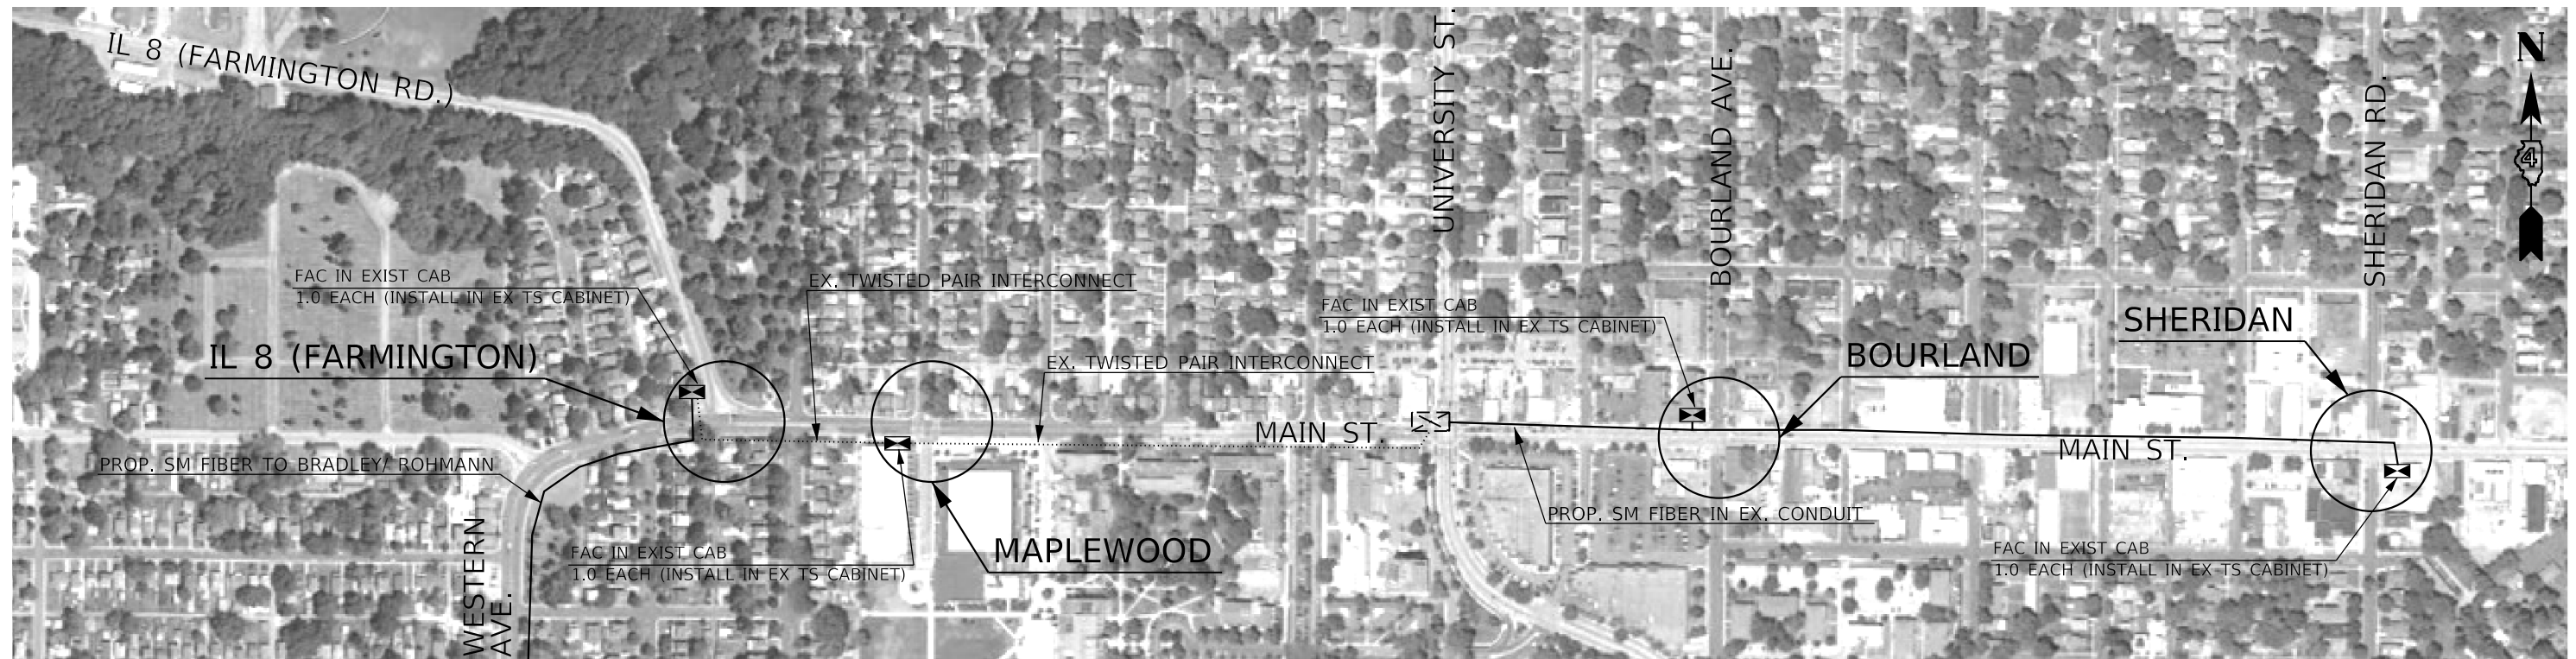 IL 8 (FARMINGTON RD.)
UNIVERSITY ST.
BOURLAND AVE.
SHERIDAN RD.
N
4
FAC IN EXIST CAB
1.0 EACH (INSTALL IN EX TS CABINET)
EX. TWISTED PAIR INTERCONNECT
FAC IN EXIST CAB
1.0 EACH (INSTALL IN EX TS CABINET)
SHERIDAN
IL 8 (FARMINGTON)
EX. TWISTED PAIR INTERCONNECT
BOURLAND
MAIN ST.
MAIN ST.
PROP. SM FIBER TO BRADLEY/ ROHMANN
PROP. SM FIBER IN EX. CONDUIT
WESTERN
AVE.
FAC IN EXIST CAB
1.0 EACH (INSTALL IN EX TS CABINET)
MAPLEWOOD
FAC IN EXIST CAB
1.0 EACH (INSTALL IN EX TS CABINET)